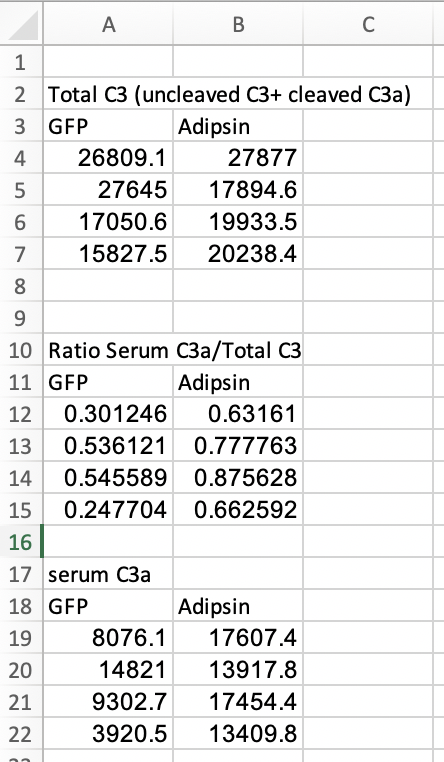 A B C
1
2 Total C3 (uncleaved C3+ cleaved C3a)
3 GFP Adipsin
4 26809.1 27877
5 27645 17894.6
6 17050.6 19933.5
7 15827.5 20238.4
8
9
10 Ratio Serum C3a/Total C3
11 GFP Adipsin
12 0.301246 0.63161
13 0.536121 0.777763
14 0.545589 0.875628
15 0.247704 0.662592
16
17 serum C3a
18 GFP Adipsin
19 8076.1 17607.4
20 14821 13917.8
21 9302.7 17454.4
22 3920.5 13409.8